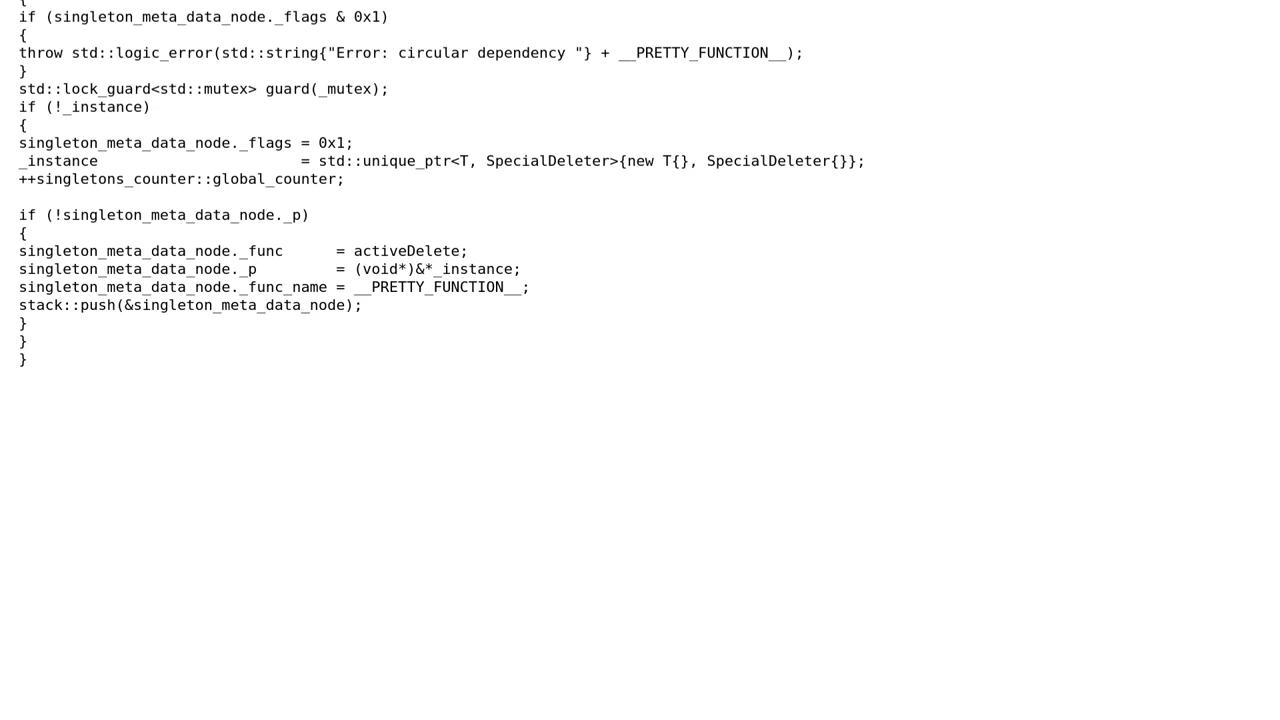 {
if (singleton_meta_data_node._flags & 0x1)
{
throw std::logic_error(std::string{"Error: circular dependency "} + __PRETTY_FUNCTION__);
}
std::lock_guard<std::mutex> guard(_mutex);
if (!_instance)
{
singleton_meta_data_node._flags = 0x1;
_instance                       = std::unique_ptr<T, SpecialDeleter>{new T{}, SpecialDeleter{}};
++singletons_counter::global_counter;

if (!singleton_meta_data_node._p)
{
singleton_meta_data_node._func      = activeDelete;
singleton_meta_data_node._p         = (void*)&*_instance;
singleton_meta_data_node._func_name = __PRETTY_FUNCTION__;
stack::push(&singleton_meta_data_node);
}
}
}